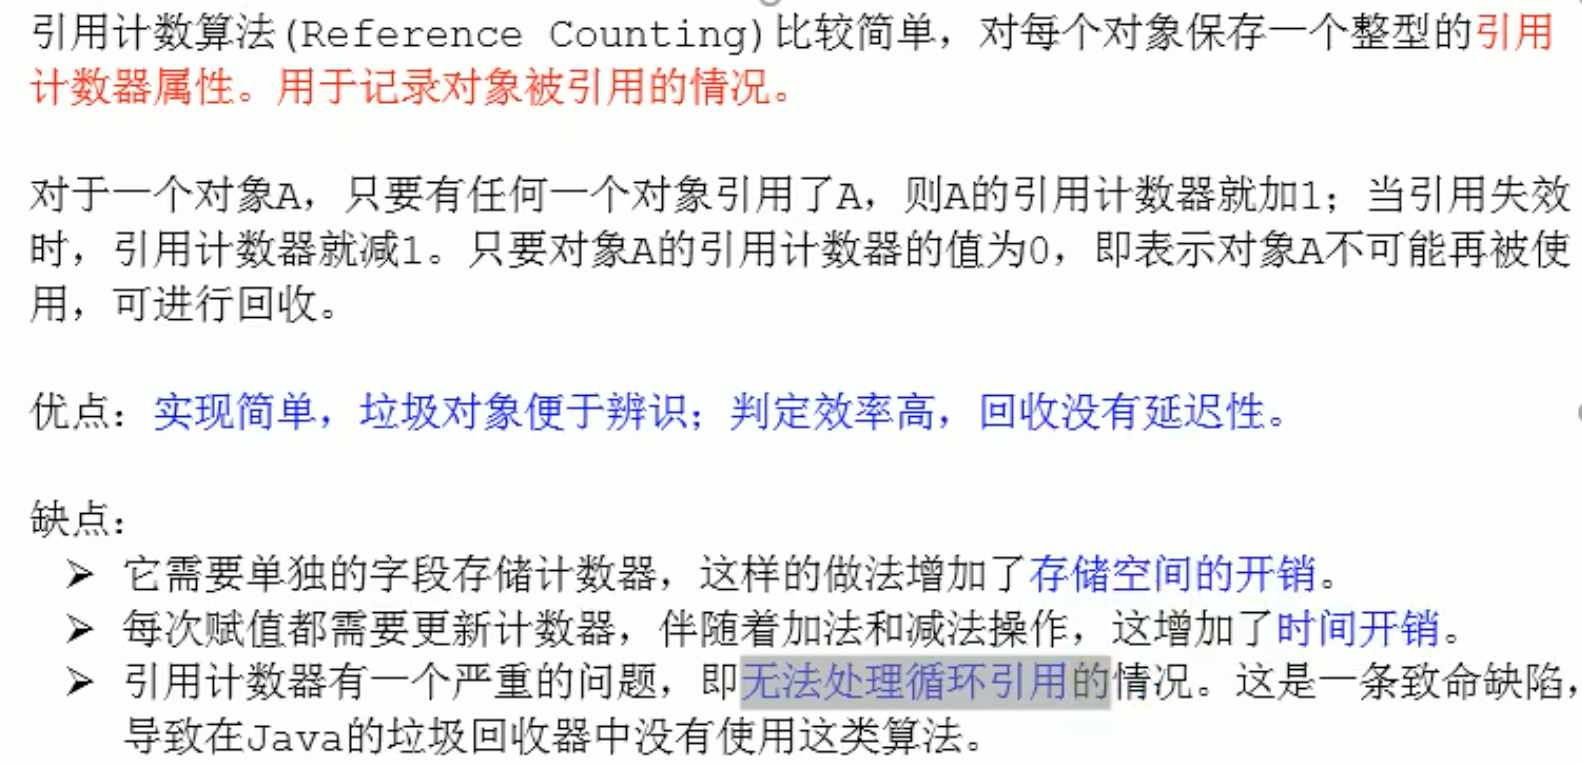 引用计数算法(Reference Counting)比较简单，对每个对象保存一个整型的引用
计数器属性。用于记录对象被引用的情况。
对于一个对象A，只要有任何一个对象引用了A，则A的引用计数器就加1；当引用失效
时，引用计数器就减1。只要对象A的引用计数器的值为0，即表示对象A不可能再被使
用，可进行回收。
优点：实现简单，垃圾对象便于辨识；判定效率高，回收没有延迟性。
缺点：
➢ 它需要单独的字段存储计数器，这样的做法增加了存储空间的开销。
➢ 每次赋值都需要更新计数器，伴随着加法和减法操作，这增加了时间开销。
➢ 引用计数器有一个严重的问题，即无法处理循环引用的情况。这是一条致命缺陷，
导致在Java的垃圾回收器中没有使用这类算法。